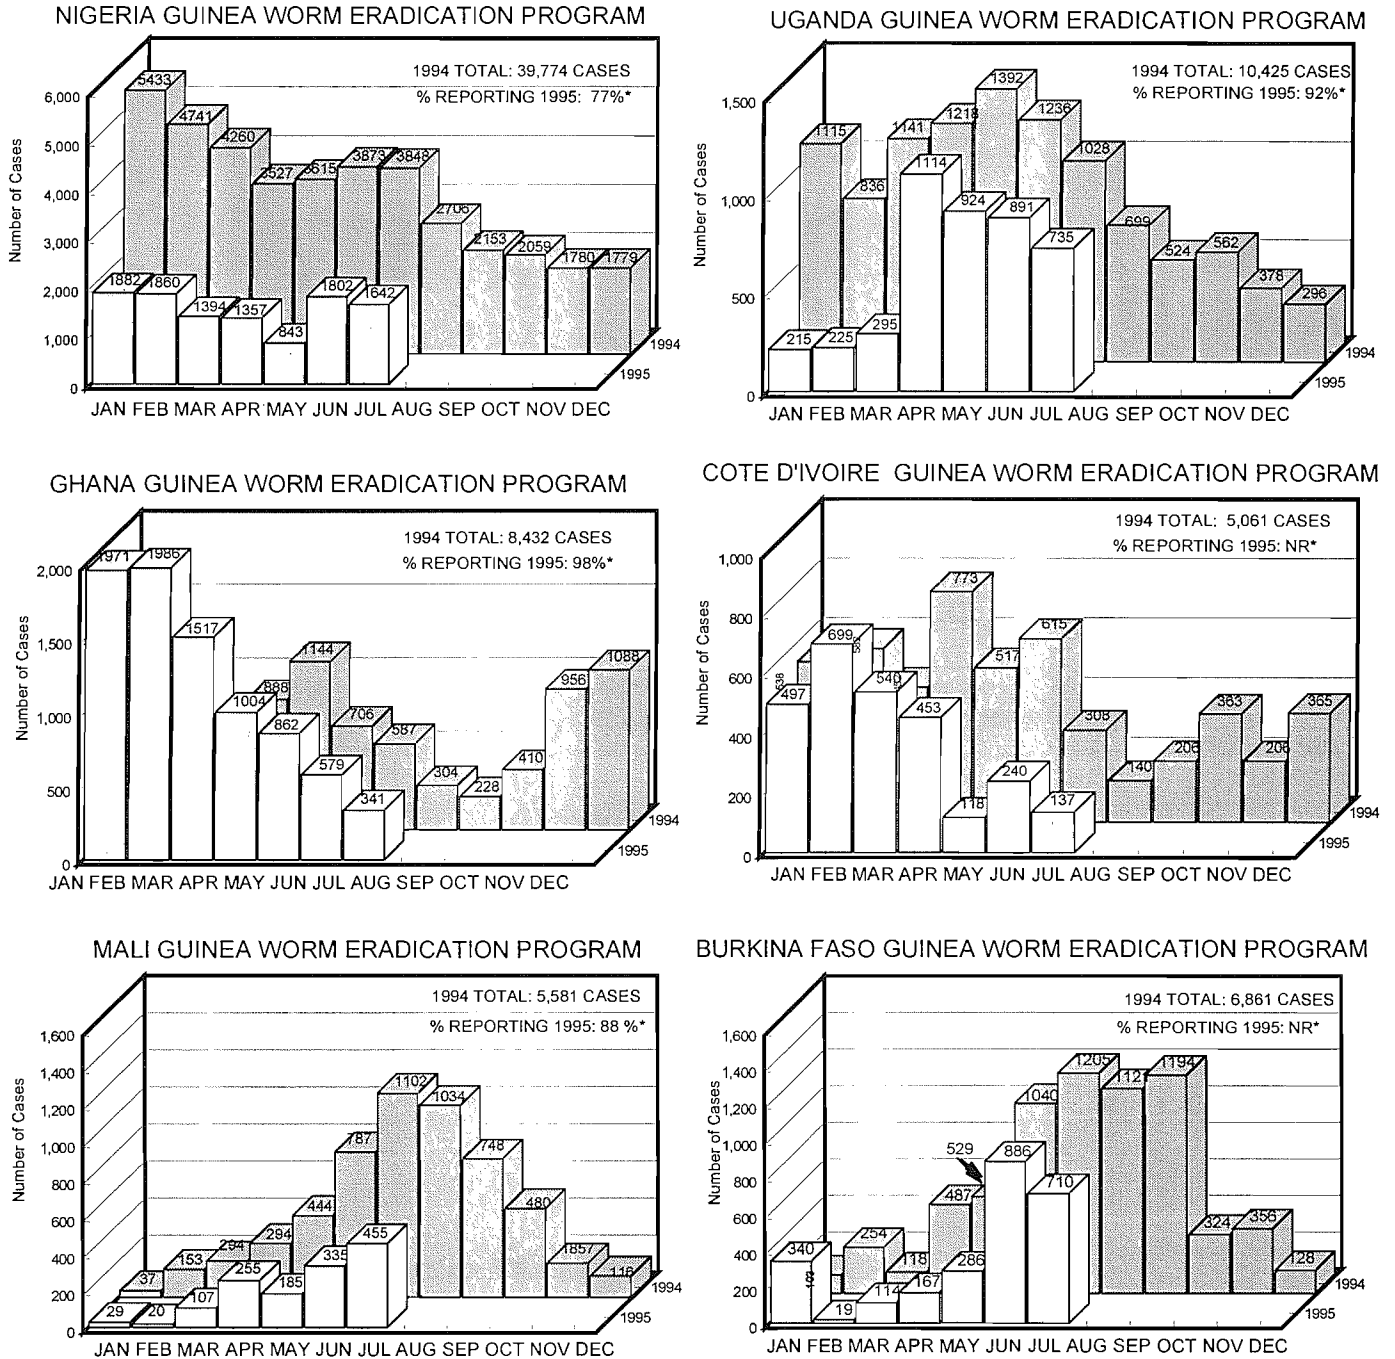 NIGERIA GUINEA WORM ERADICATION PROGRAM
1994 TOTAL: 39,774 CASES
% REPORTING 1995: 77%*
Number of Cases
6,000
5,000
4,000
3,000
2,000
1,000
0
5433 4741 4260 3527 3615 3873 3848 2706 2153 2059 1780 1779
1882 1860 1394 1357 843 1802 1642
1994
1995
JAN FEB MAR APR MAY JUN JUL AUG SEP OCT NOV DEC
UGANDA GUINEA WORM ERADICATION PROGRAM
1994 TOTAL: 10,425 CASES
% REPORTING 1995: 92%*
Number of Cases
1,500
1,000
500
0
1115 836 1141 1218 1392 1236 1028 699 524 562 378 296
215 225 295 1114 924 891 735
1994
1995
JAN FEB MAR APR MAY JUN JUL AUG SEP OCT NOV DEC
GHANA GUINEA WORM ERADICATION PROGRAM
1994 TOTAL: 8,432 CASES
% REPORTING 1995: 98%*
Number of Cases
2,000
1,500
1,000
500
0
888 1144 706 587 304 228 410 956 1088
1971 1986 1517 1004 862 579 341
1994
1995
JAN FEB MAR APR MAY JUN JUL AUG SEP OCT NOV DEC
COTE D'IVOIRE GUINEA WORM ERADICATION PROGRAM
1994 TOTAL: 5,061 CASES
% REPORTING 1995: NR*
Number of Cases
1,000
800
600
400
200
0
773 517 615 308 140 206 363 206 365
497 699 540 453 118 240 137
1994
1995
JAN FEB MAR APR MAY JUN JUL AUG SEP OCT NOV DEC
MALI GUINEA WORM ERADICATION PROGRAM
1994 TOTAL: 5,581 CASES
% REPORTING 1995: 88 %*
Number of Cases
1,600
1,400
1,200
1,000
800
600
400
200
0
37 153 294 294 444 787 1102 1034 748 480 1857 116
29 20 107 255 185 335 455
1994
1995
JAN FEB MAR APR MAY JUN JUL AUG SEP OCT NOV DEC
BURKINA FASO GUINEA WORM ERADICATION PROGRAM
1994 TOTAL: 6,861 CASES
% REPORTING 1995: NR*
Number of Cases
1,600
1,400
1,200
1,000
800
600
400
200
0
254 118 487 529 1040 1205 1121 1194 324 356 128
340 19 114 167 286 886 710
1994
1995
JAN FEB MAR APR MAY JUN JUL AUG SEP OCT NOV DEC